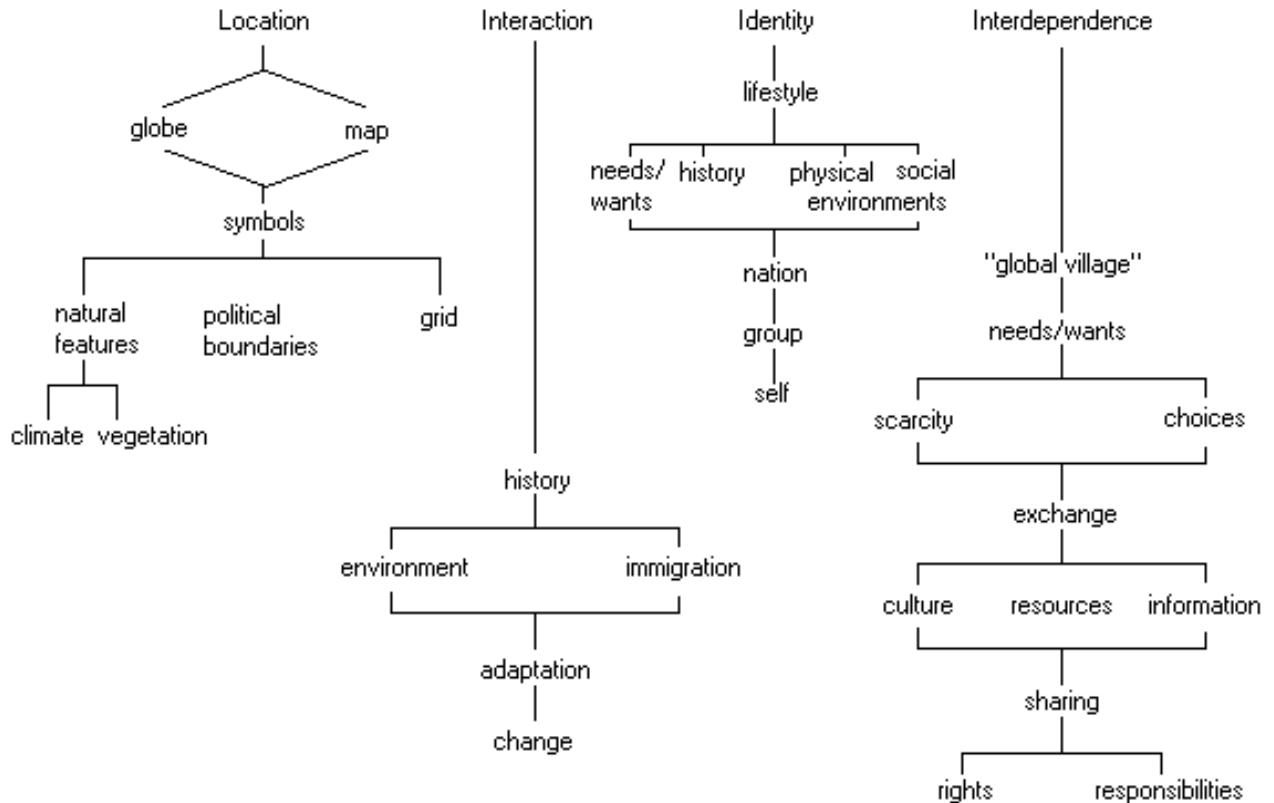 Location
Interaction
Identity
Interdependence
globe
map
symbols
natural
features
political
boundaries
grid
climate
vegetation
history
environment
immigration
adaptation
change
lifestyle
needs/
wants
history
physical
social
environments
nation
group
self
"global village"
needs/wants
scarcity
choices
exchange
culture
resources
information
sharing
rights
responsibilities